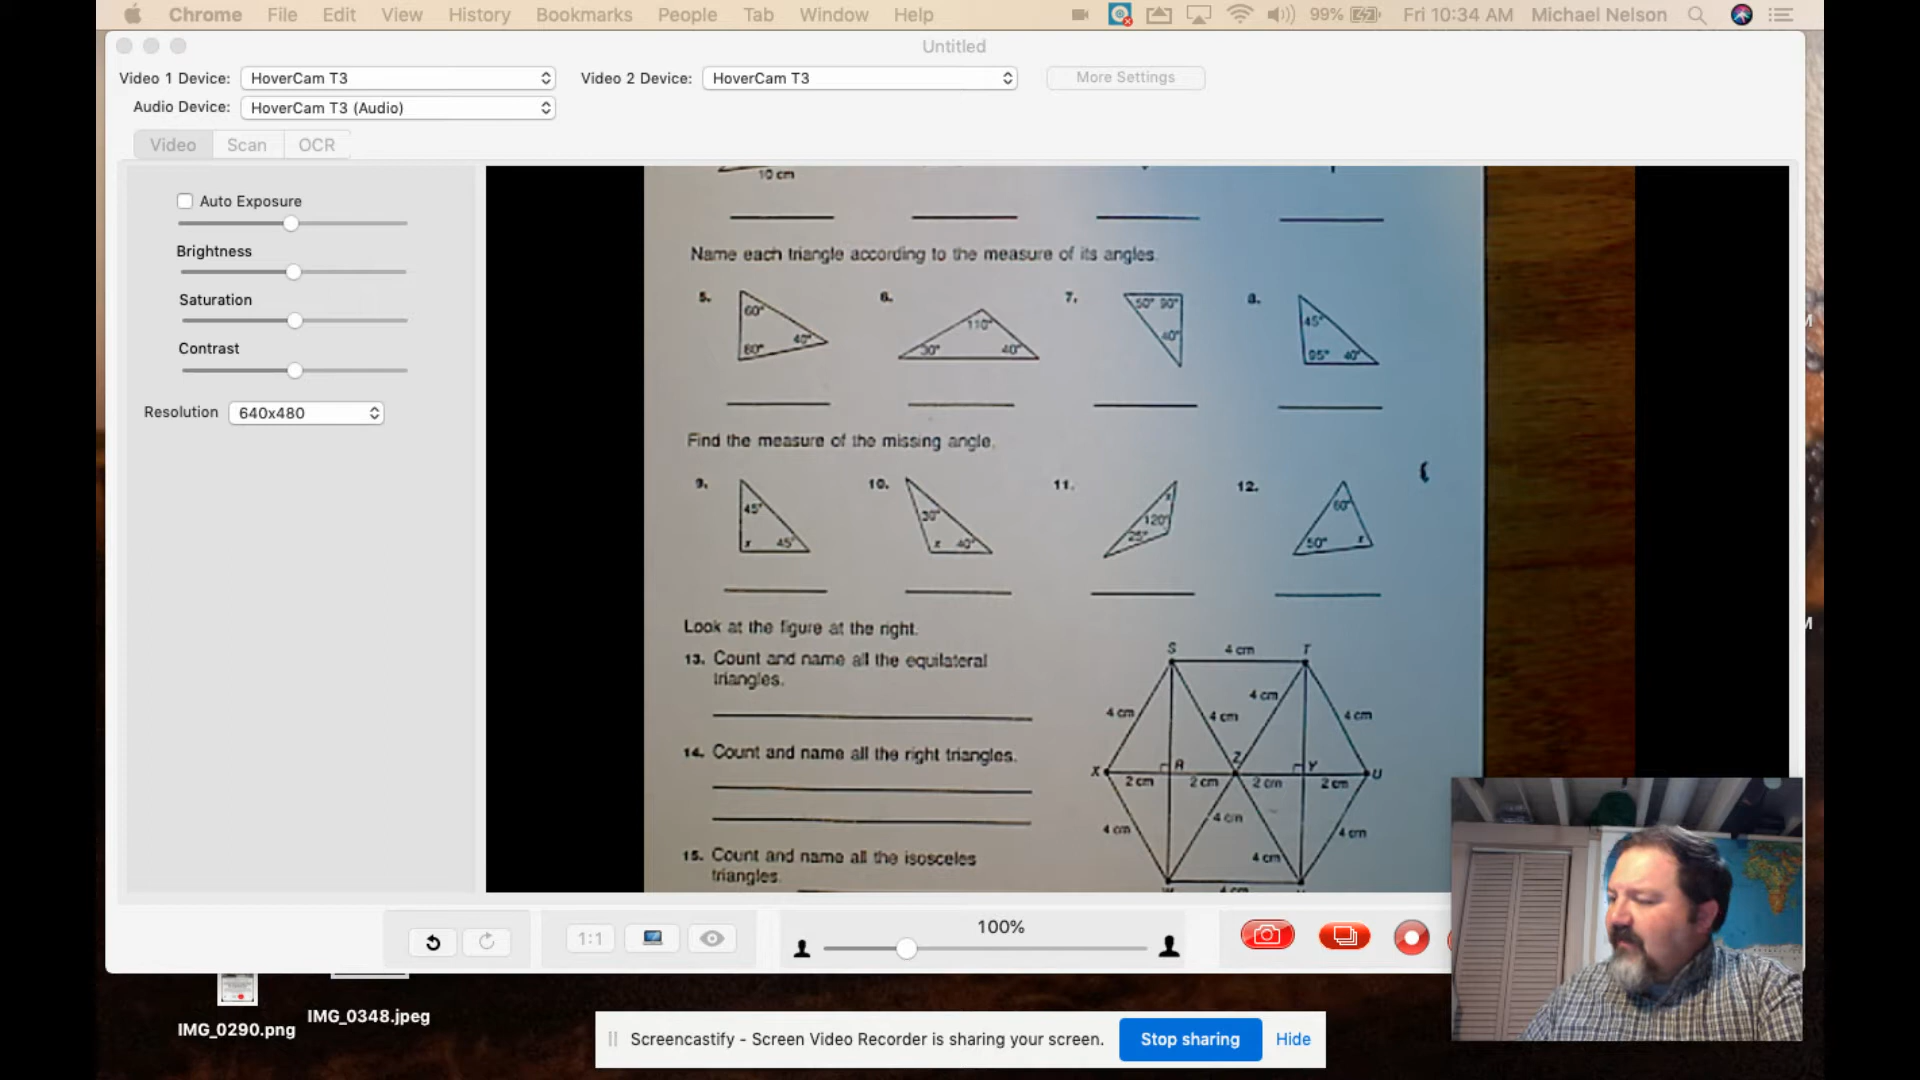 Chrome File Edit View History Bookmarks People Tab Window Help 99% Fri 10:34 AM Michael Nelson
Untitled
Video 1 Device: HoverCam T3 Video 2 Device: HoverCam T3 More Settings
Audio Device: HoverCam T3 (Audio)
Video Scan OCR
Auto Exposure
Brightness
Saturation
Contrast
Resolution 640x480
10 cm
Name each triangle according to the measure of its angles.
5. 6. 7. 8.
60° 40°
110° 30° 40°
50° 90° 40°
45° 95° 40°
Find the measure of the missing angle.
9. 10. 11. 12.
45° x 45°
30° x 40°
x 120° 25°
60° 50° x
Look at the figure at the right.
13. Count and name all the equilateral
triangles.
14. Count and name all the right triangles.
15. Count and name all the isosceles
triangles.
S 4 cm T
4 cm
4 cm 4 cm 4 cm
X R Z Y U
2 cm 2 cm 2 cm 2 cm
4 cm 4 cm 4 cm
4 cm
4 cm
1:1
100%
IMG_0290.png IMG_0348.jpeg
Screencastify - Screen Video Recorder is sharing your screen. Stop sharing Hide